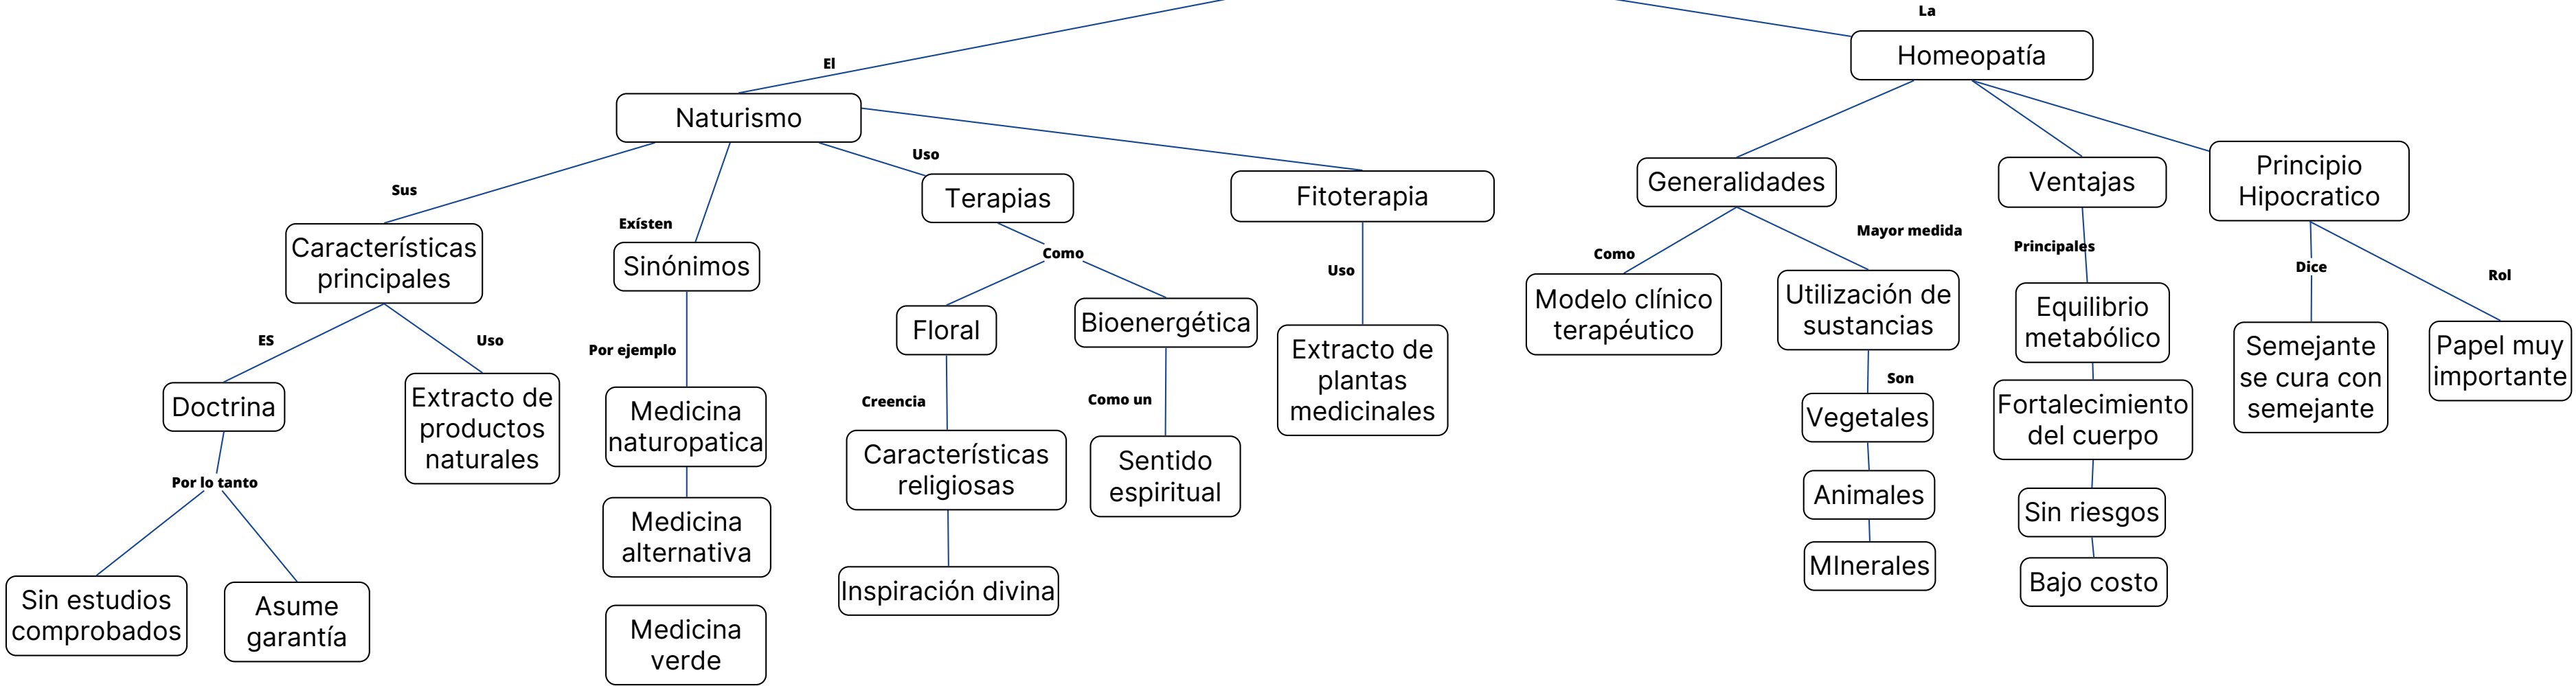 La
Homeopatía
El
Naturismo
Uso
Sus
Terapias
Fitoterapia
Generalidades
Ventajas
Principio
Hipocratico
Exísten
Características
principales
Sinónimos
Como
Uso
Como
Mayor medida
Principales
Dice
Rol
Floral
Bioenergética
Modelo clínico
terapéutico
Utilización de
sustancias
Equilibrio
metabólico
ES
Uso
Por ejemplo
Extracto de
plantas
medicinales
Semejante
se cura con
semejante
Papel muy
importante
Doctrina
Extracto de
productos
naturales
Medicina
naturopatica
Creencia
Como un
Son
Vegetales
Fortalecimiento
del cuerpo
Características
religiosas
Sentido
espiritual
Por lo tanto
Medicina
alternativa
Animales
Sin riesgos
Inspiración divina
MInerales
Bajo costo
Sin estudios
comprobados
Asume
garantía
Medicina
verde